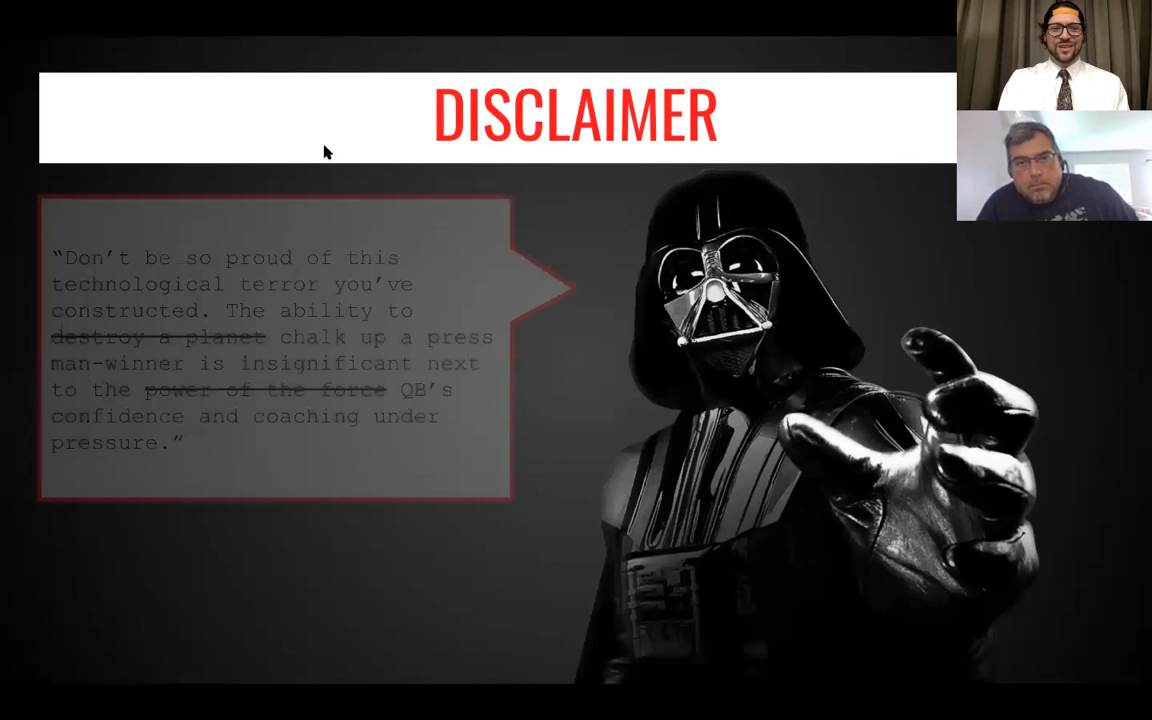 DISCLAIMER
“Don’t be so proud of this
technological terror you’ve
constructed. The ability to
destroy a planet chalk up a press
man-winner is insignificant next
to the power of the force QB’s
confidence and coaching under
pressure.”